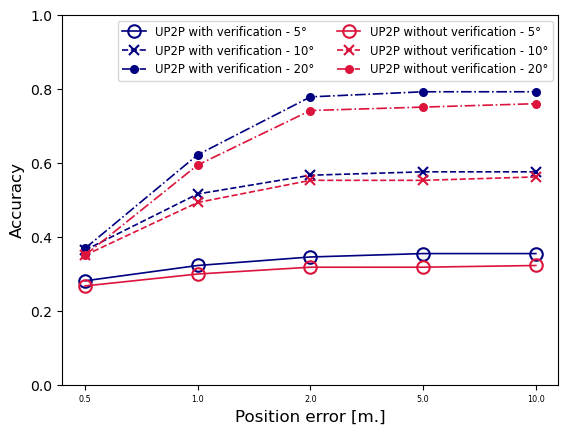 1.0
0.8
0.6
0.4
0.2
0.0
Accuracy
UP2P with verification - 5°
UP2P with verification - 10°
UP2P with verification - 20°
UP2P without verification - 5°
UP2P without verification - 10°
UP2P without verification - 20°
0.5 1.0 2.0 5.0 10.0
Position error [m.]